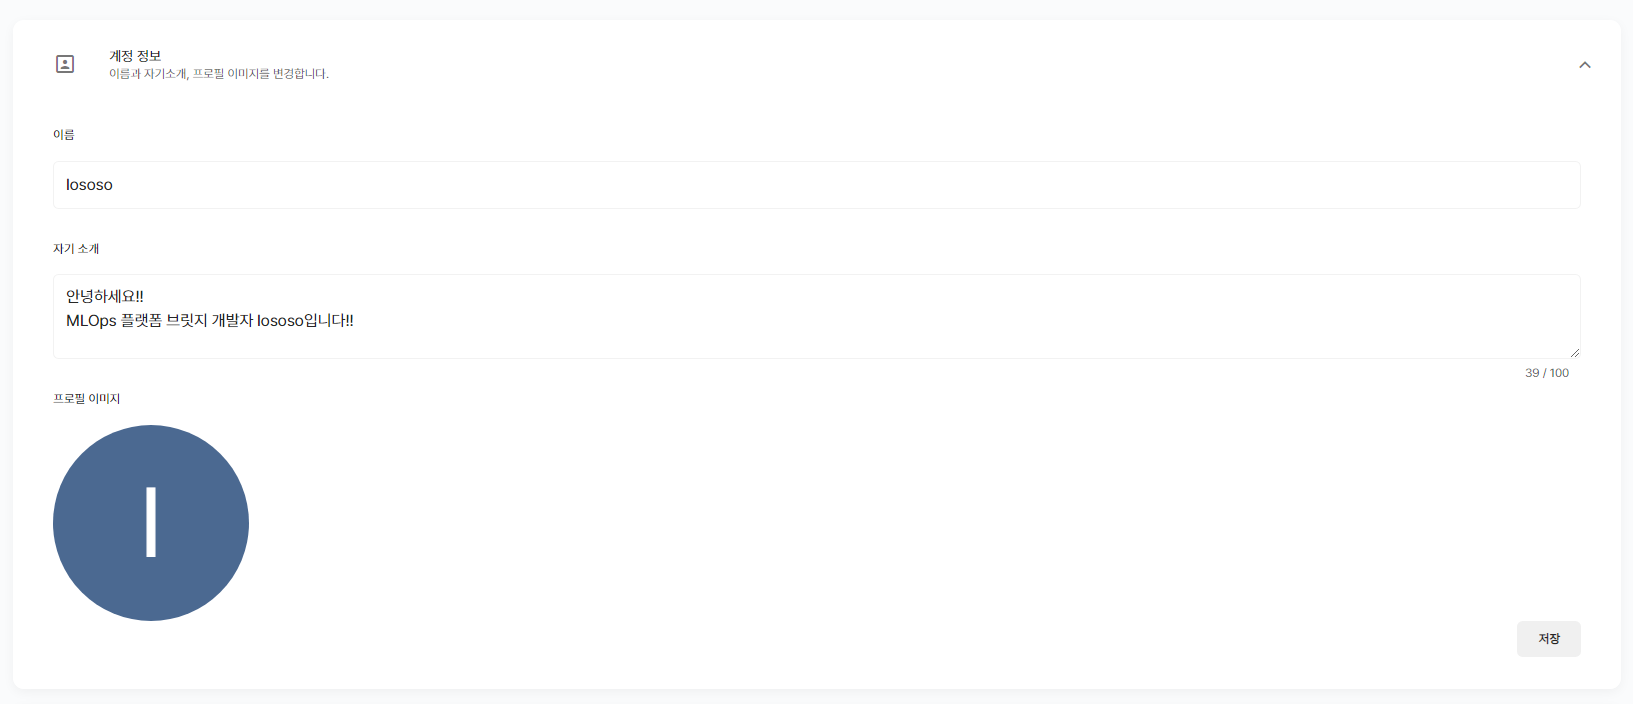 계정 정보
이름과 자기소개, 프로필 이미지를 변경합니다.
이름
lososo
자기 소개
안녕하세요!!
MLOps 플랫폼 브릿지 개발자 lososo입니다!!
39 / 100
프로필 이미지
l
저장